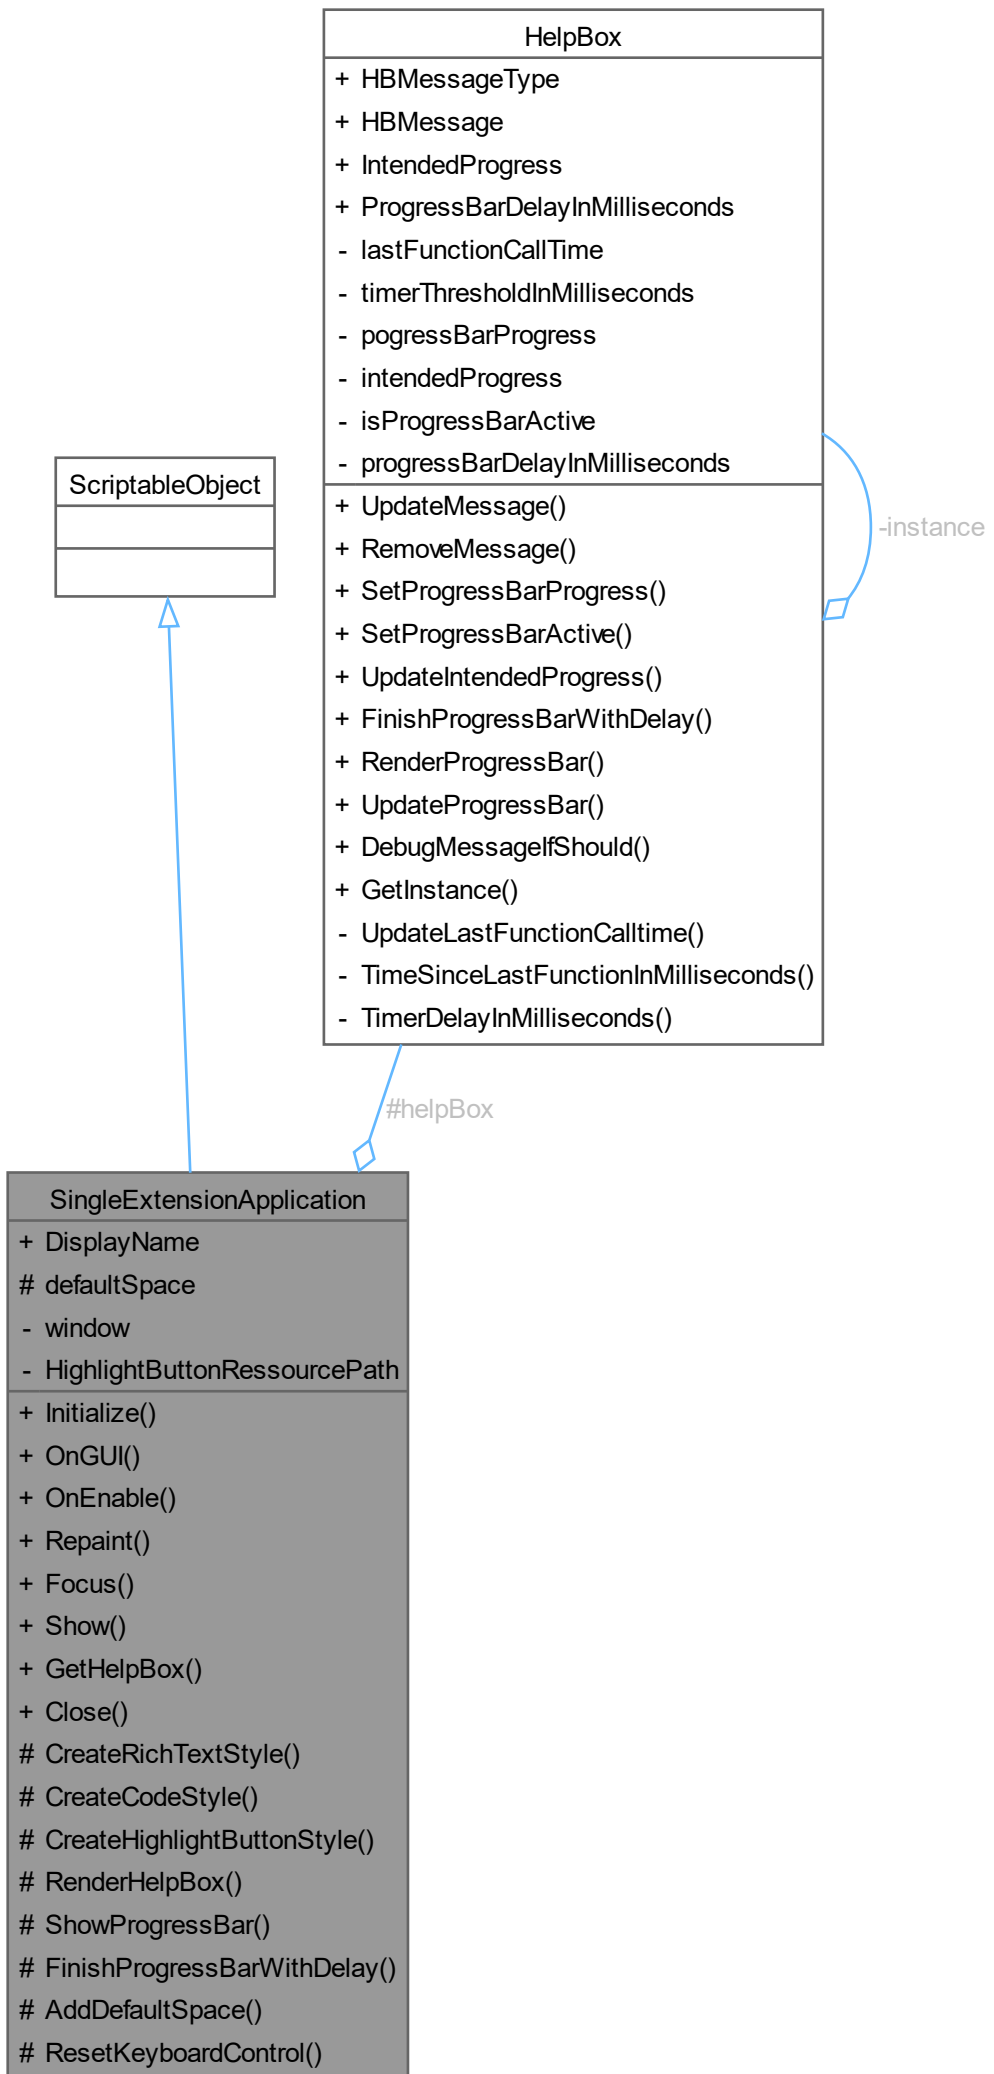 HelpBox
+ HBMessageType
+ HBMessage
+ IntendedProgress
+ ProgressBarDelayInMilliseconds
- lastFunctionCallTime
- timerThresholdInMilliseconds
- pogressBarProgress
- intendedProgress
- isProgressBarActive
- progressBarDelayInMilliseconds
+ UpdateMessage()
+ RemoveMessage()
+ SetProgressBarProgress()
+ SetProgressBarActive()
+ UpdateIntendedProgress()
+ FinishProgressBarWithDelay()
+ RenderProgressBar()
+ UpdateProgressBar()
+ DebugMessageIfShould()
+ GetInstance()
- UpdateLastFunctionCalltime()
- TimeSinceLastFunctionInMilliseconds()
- TimerDelayInMilliseconds()
-instance
ScriptableObject
#helpBox
SingleExtensionApplication
+ DisplayName
# defaultSpace
- window
- HighlightButtonRessourcePath
+ Initialize()
+ OnGUI()
+ OnEnable()
+ Repaint()
+ Focus()
+ Show()
+ GetHelpBox()
+ Close()
# CreateRichTextStyle()
# CreateCodeStyle()
# CreateHighlightButtonStyle()
# RenderHelpBox()
# ShowProgressBar()
# FinishProgressBarWithDelay()
# AddDefaultSpace()
# ResetKeyboardControl()